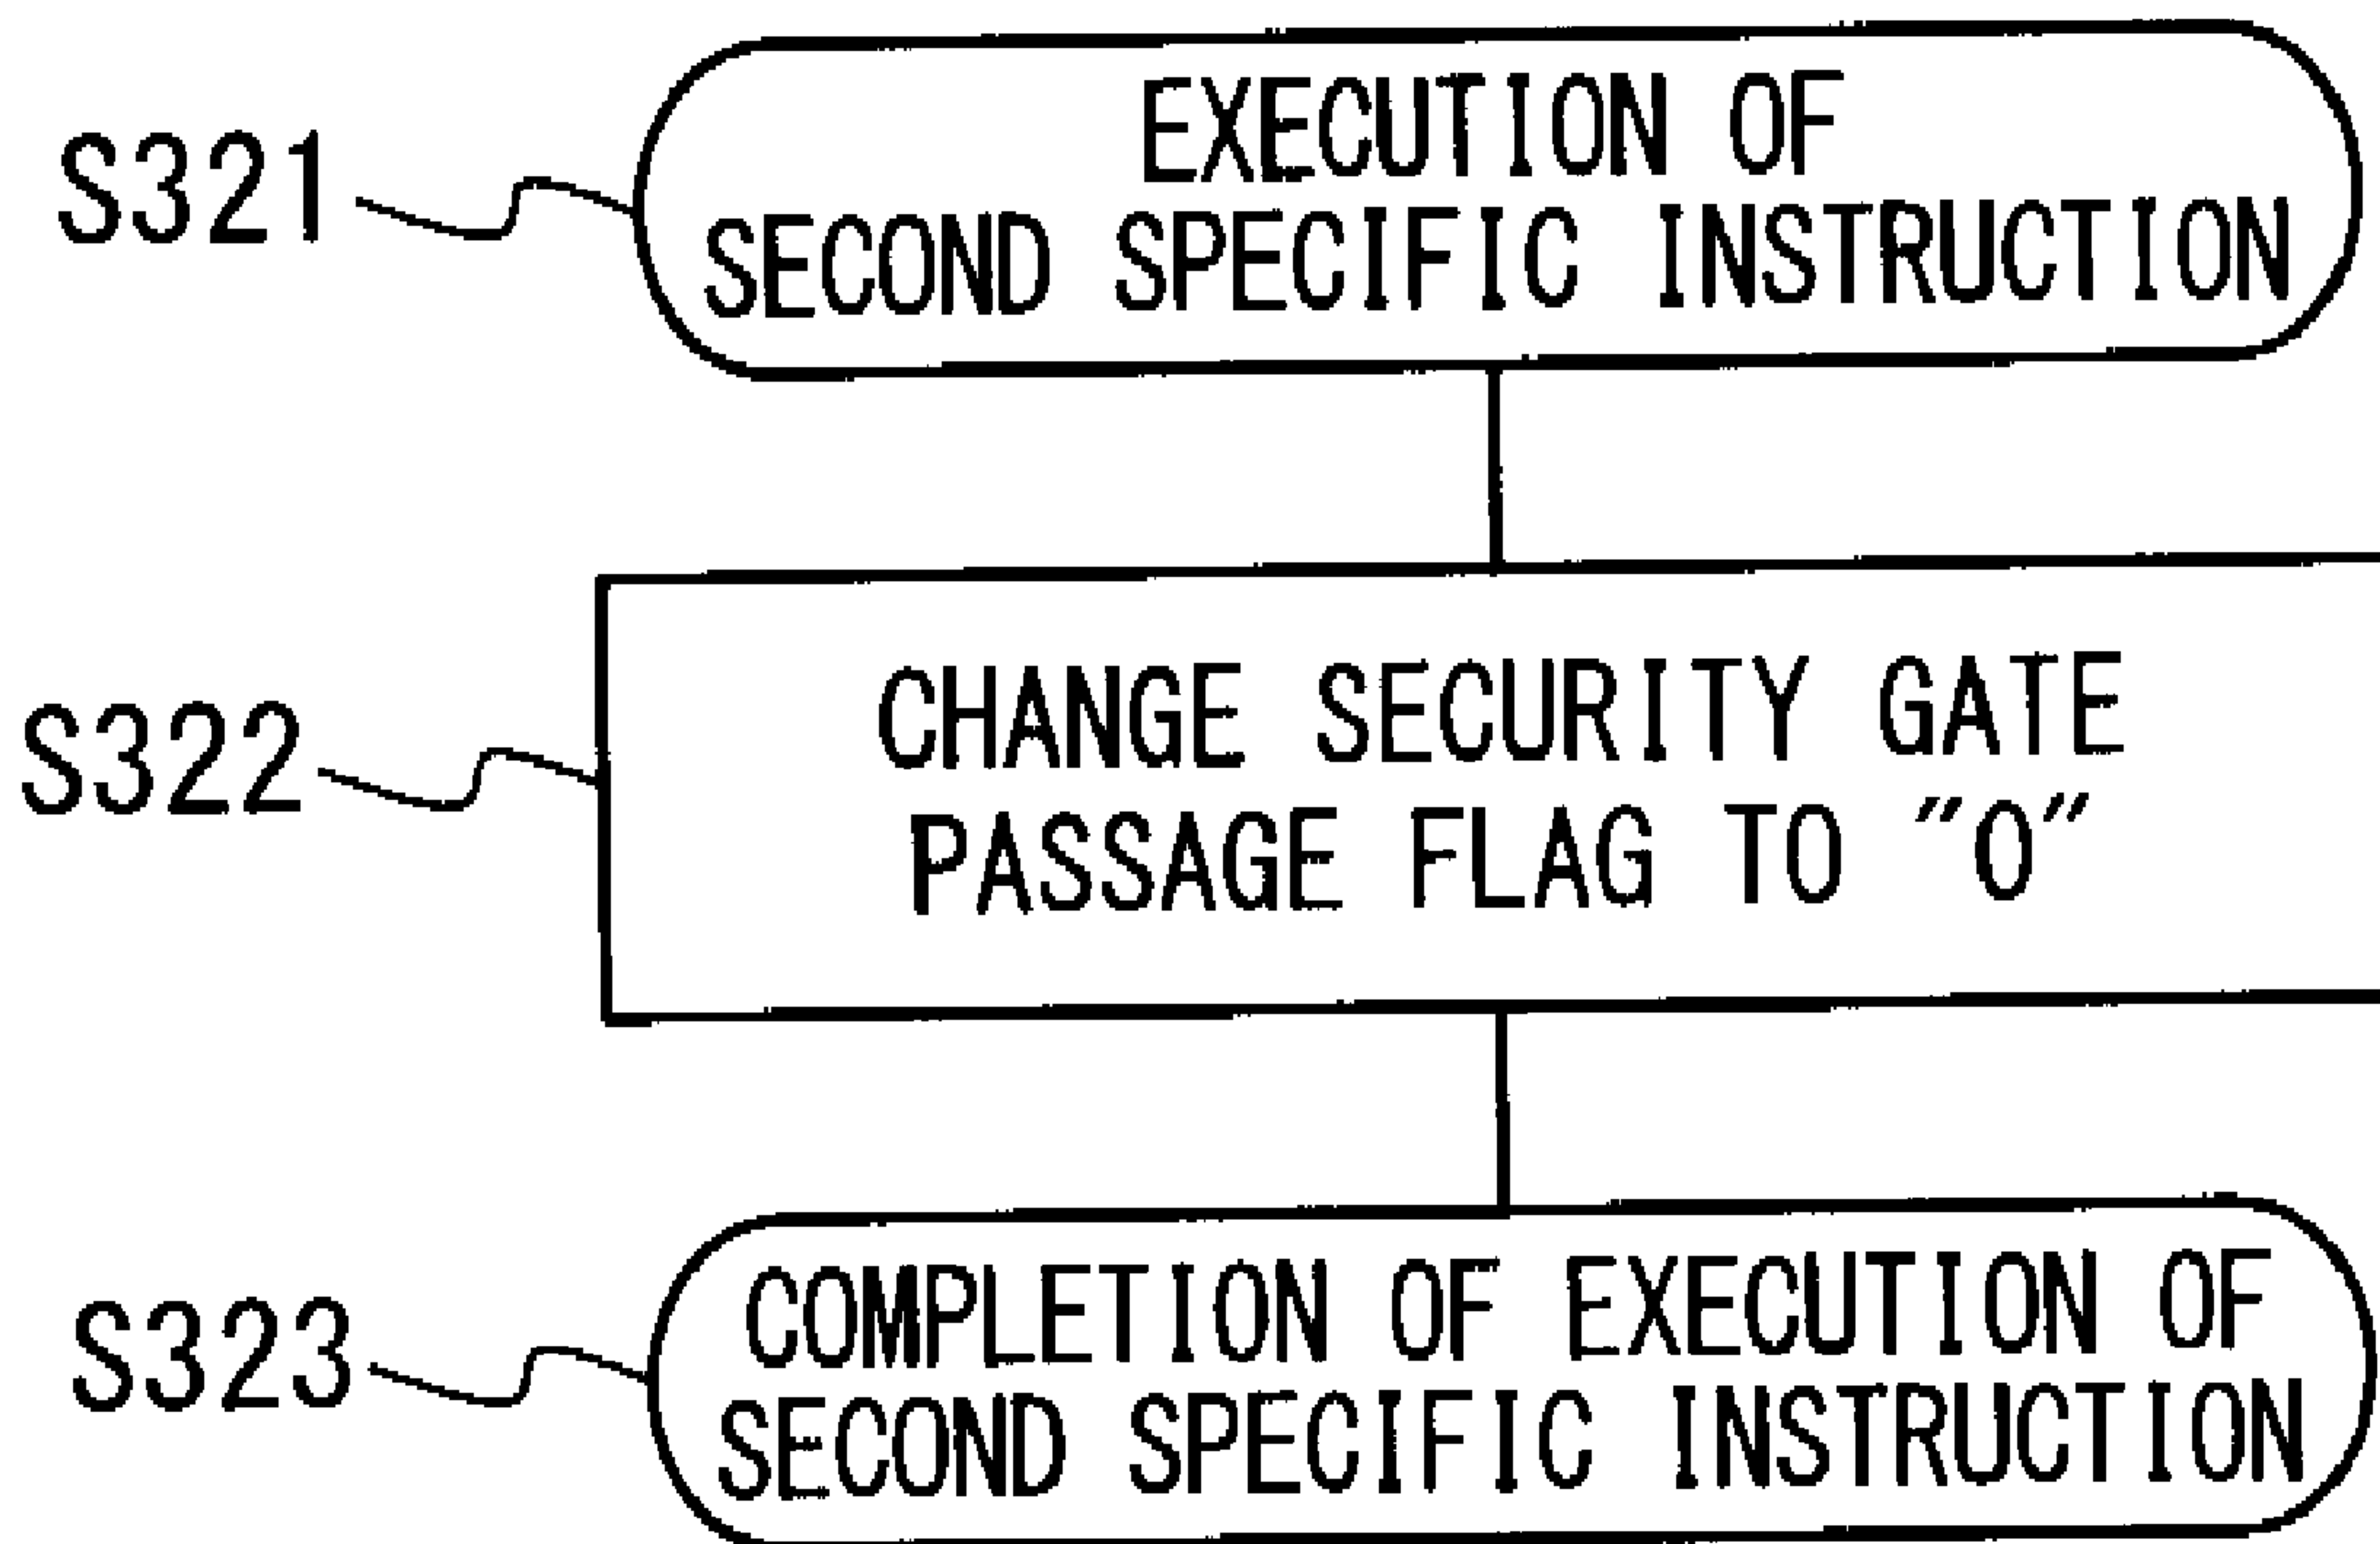 S321
EXECUTION OF
SECOND SPECIFIC INSTRUCTION
S322
CHANGE SECURITY GATE
PASSAGE FLAG TO "0"
S323
COMPLETION OF EXECUTION OF
SECOND SPECIFIC INSTRUCTION